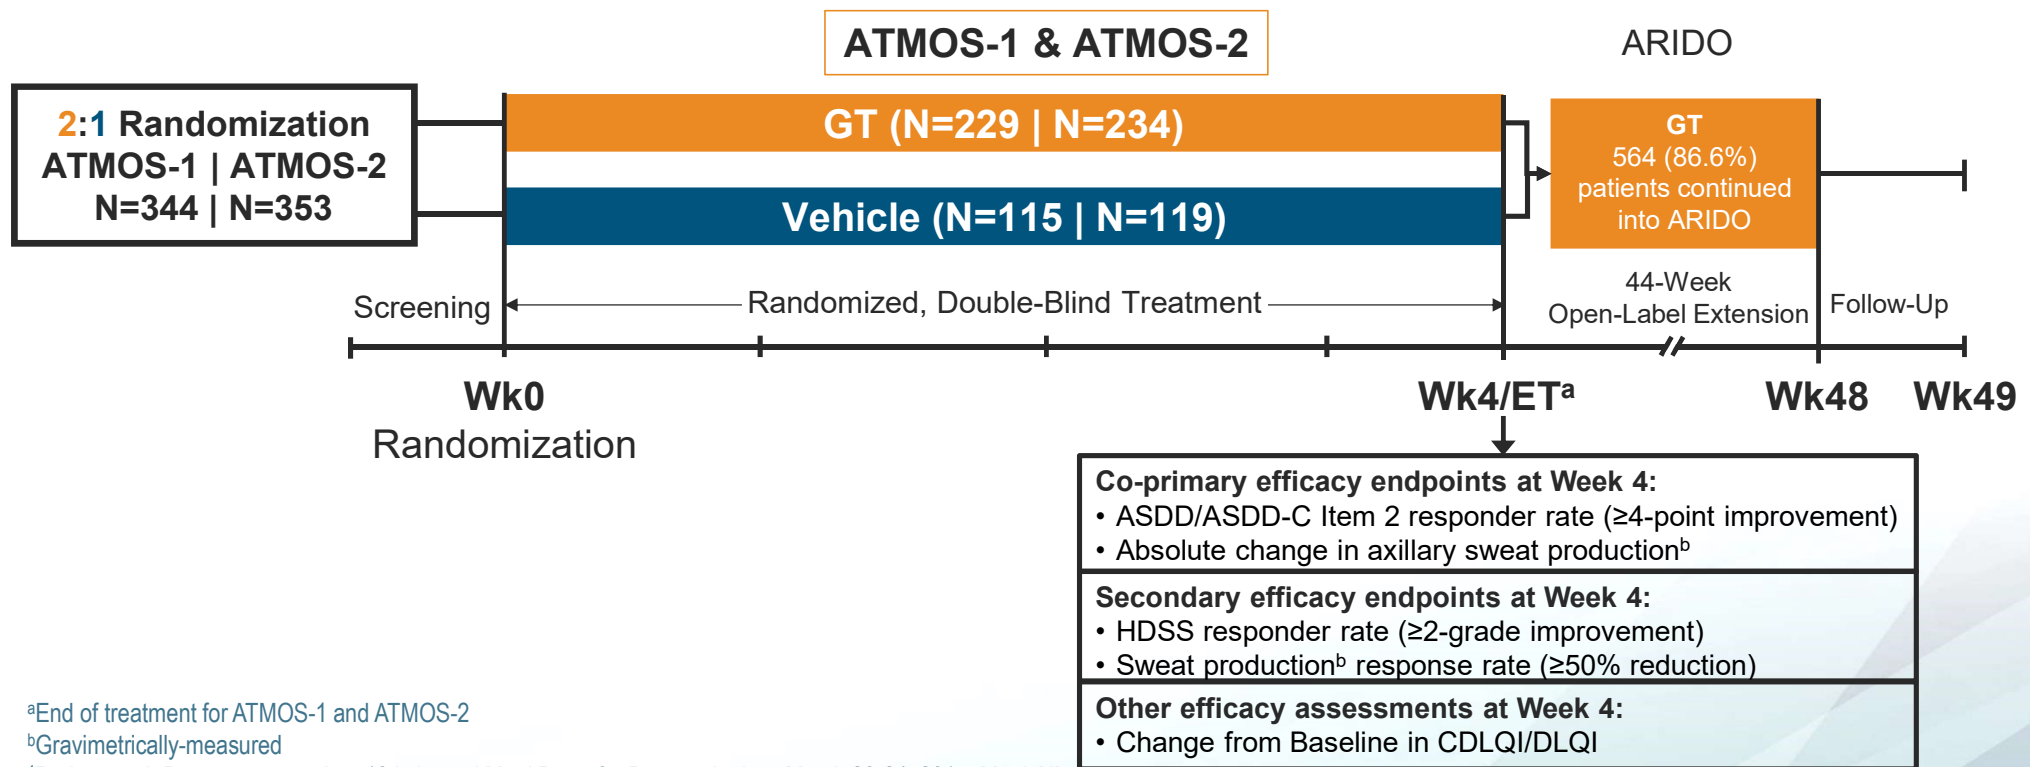 ATMOS-1 & ATMOS-2
ARIDO
2:1 Randomization
ATMOS-1 | ATMOS-2
N=344 | N=353
GT (N=229 | N=234)
Vehicle (N=115 | N=119)
GT
564 (86.6%)
patients continued
into ARIDO
Screening
Randomized, Double-Blind Treatment
44-Week
Open-Label Extension
Follow-Up
Wk0
Randomization
Wk4/ETᵃ
Wk48
Wk49
Co-primary efficacy endpoints at Week 4:
• ASDD/ASDD-C Item 2 responder rate (≥4-point improvement)
• Absolute change in axillary sweat productionᵇ
Secondary efficacy endpoints at Week 4:
• HDSS responder rate (≥2-grade improvement)
• Sweat productionᵇ response rate (≥50% reduction)
Other efficacy assessments at Week 4:
• Change from Baseline in CDLQI/DLQI
ᵃEnd of treatment for ATMOS-1 and ATMOS-2
ᵇGravimetrically-measured